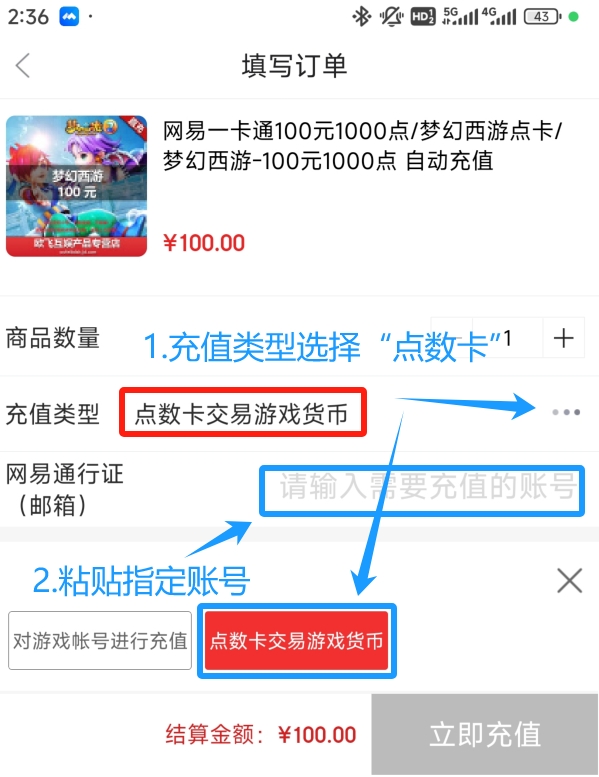 2:36
HD 1 2 5G 4G 43
填写订单
梦幻西游
100 元
欧飞互娱产品专营店
网易一卡通100元1000点/梦幻西游点卡/
梦幻西游-100元1000点 自动充值
¥100.00
商品数量
1
1.充值类型选择“点数卡”
充值类型
点数卡交易游戏货币
网易通行证
（邮箱）
请输入需要充值的账号
2.粘贴指定账号
对游戏帐号进行充值
点数卡交易游戏货币
结算金额：¥100.00
立即充值